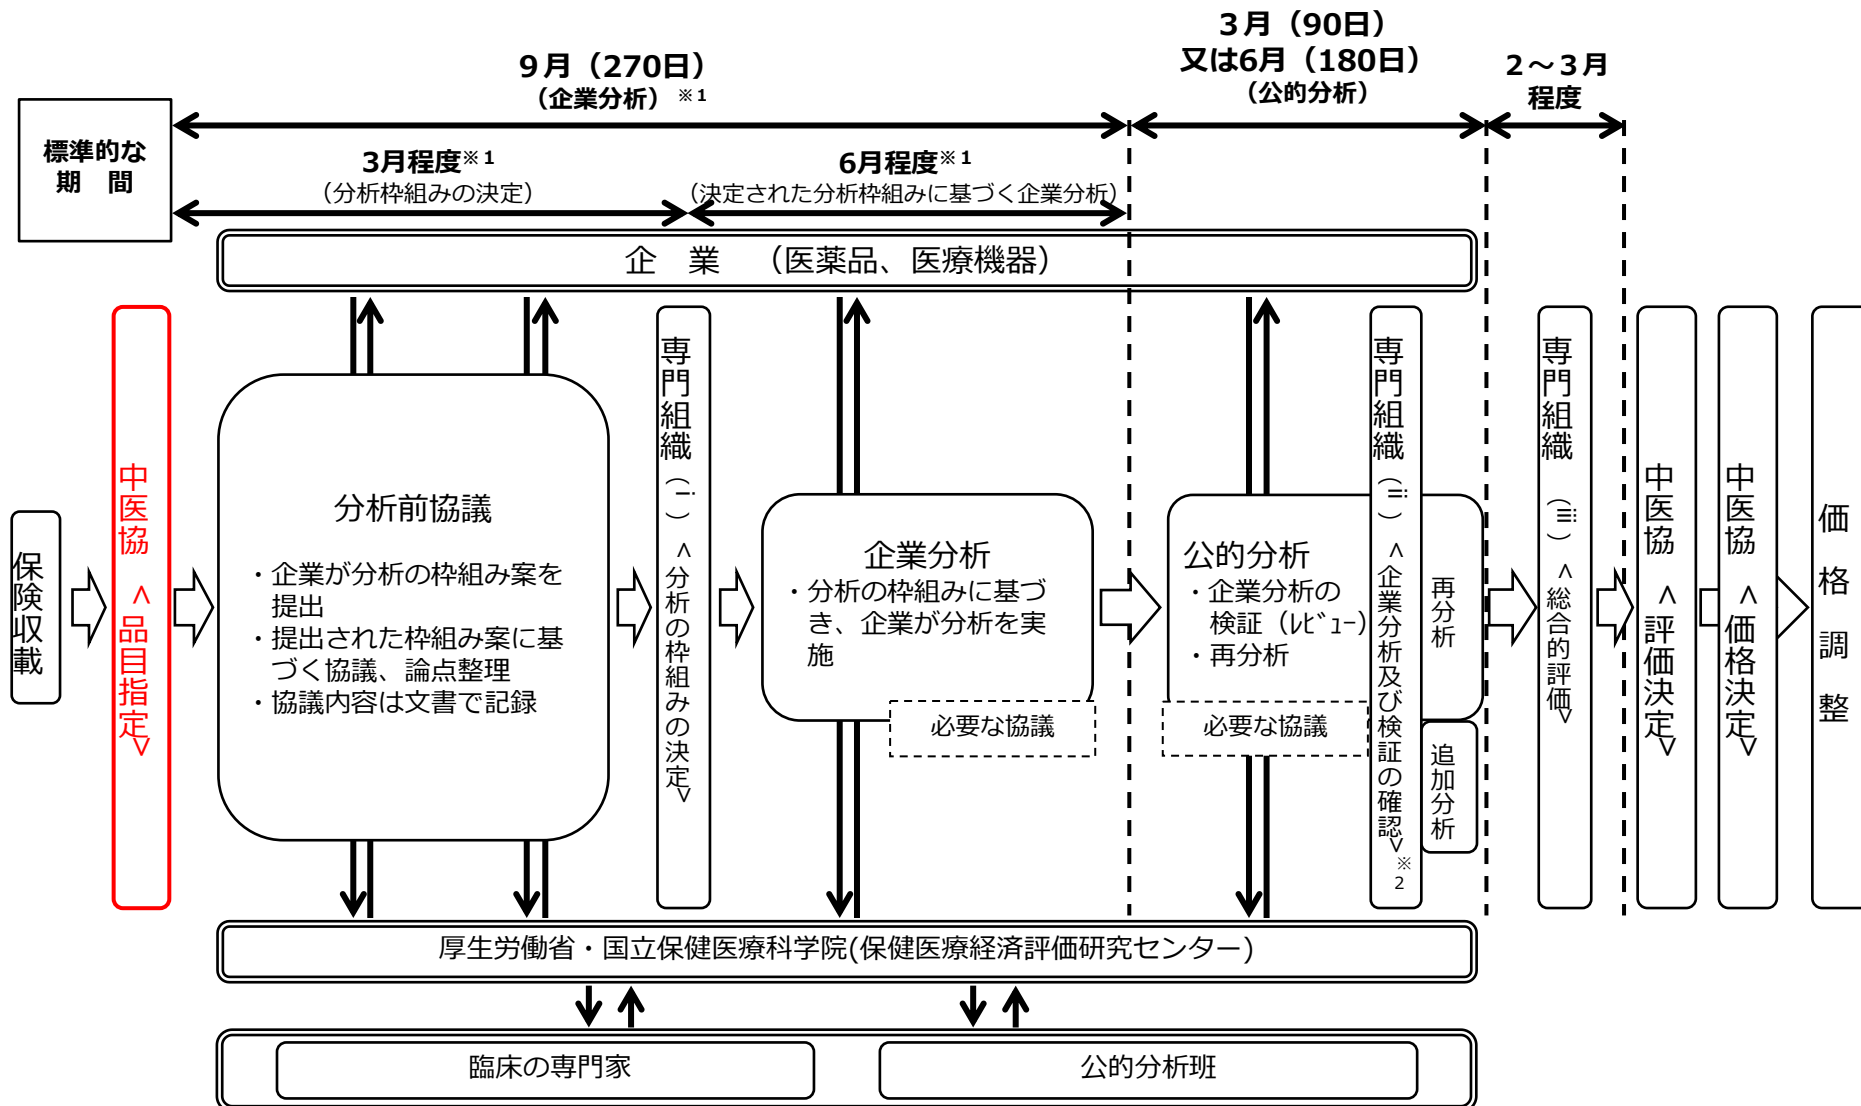 3月（90日）
又は6月（180日）
（公的分析）
9月（270日）
（企業分析）※1
2～3月
程度
標準的な
期　間
3月程度※1
（分析枠組みの決定）
6月程度※1
（決定された分析枠組みに基づく企業分析）
企　業　（医薬品、医療機器）
保険収載
中医協　<品目指定>
分析前協議
・企業が分析の枠組み案を
提出
・提出された枠組み案に基
づく協議、論点整理
・協議内容は文書で記録
専門組織（ⅰ）<分析の枠組みの決定>
企業分析
・分析の枠組みに基づ
き、企業が分析を実
施
必要な協議
公的分析
・企業分析の
検証（ﾚﾋﾞｭｰ）
・再分析
必要な協議
専門組織（ⅱ）<企業分析及び検証の確認>※2
再分析
追加分析
専門組織　（ⅲ）<総合的評価>
中医協　<評価決定>
中医協　<価格決定>
価格調整
厚生労働省・国立保健医療科学院(保健医療経済評価研究センター)
臨床の専門家
公的分析班